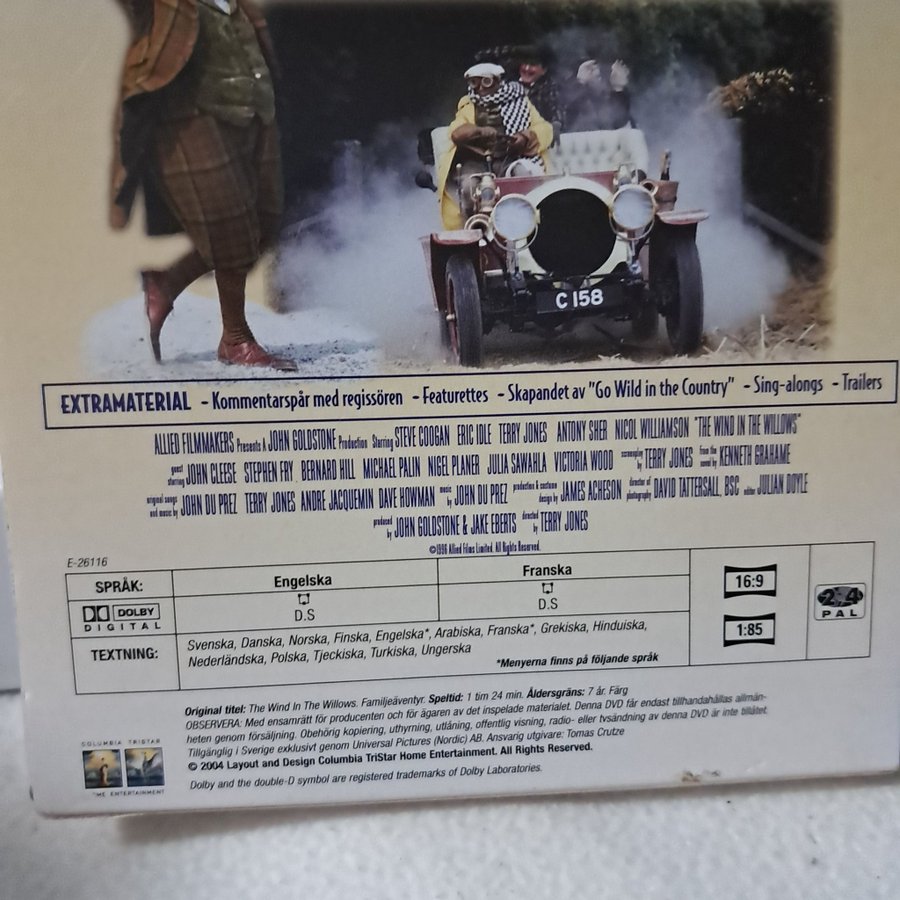 C 158
EXTRAMATERIAL - Kommentarspår med regissören - Featurettes - Skapandet av "Go Wild in the Country" - Sing-alongs - Trailers
ALLIED FILMMAKERS Presents A JOHN GOLDSTONE Production Starring STEVE COOGAN ERIC IDLE TERRY JONES ANTONY SHER NICOL WILLIAMSON "THE WIND IN THE WILLOWS"
guest starring JOHN CLEESE STEPHEN FRY BERNARD HILL MICHAEL PALIN NIGEL PLANER JULIA SAWAHLA VICTORIA WOOD screenplay by TERRY JONES from the novel by KENNETH GRAHAME
original songs and music by JOHN DU PREZ TERRY JONES ANDRE JACQUEMIN DAVE HOWMAN music by JOHN DU PREZ production & costume design by JAMES ACHESON director of photography DAVID TATTERSALL, BSC editor JULIAN DOYLE
produced by JOHN GOLDSTONE & JAKE EBERTS directed by TERRY JONES
©1996 Allied Films Limited. All Rights Reserved.
E-26116
SPRÅK: Engelska Franska
DOLBY DIGITAL D.S D.S
TEXTNING: Svenska, Danska, Norska, Finska, Engelska*, Arabiska, Franska*, Grekiska, Hinduiska,
Nederländska, Polska, Tjeckiska, Turkiska, Ungerska
*Menyerna finns på följande språk
16:9
1:85
2 4
PAL
Original titel: The Wind In The Willows. Familjeäventyr. Speltid: 1 tim 24 min. Åldersgräns: 7 år. Färg
OBSERVERA: Med ensamrätt för producenten och för ägaren av det inspelade materialet. Denna DVD får endast tillhandahållas allmän-
heten genom försäljning. Obehörig kopiering, uthyrning, utlåning, offentlig visning, radio- eller tvsändning av denna DVD är inte tillåtet.
Tillgänglig i Sverige exklusivt genom Universal Pictures (Nordic) AB. Ansvarig utgivare: Tomas Crutze
© 2004 Layout and Design Columbia TriStar Home Entertainment. All Rights Reserved.
Dolby and the double-D symbol are registered trademarks of Dolby Laboratories.
COLUMBIA TRISTAR
ENTERTAINMENT